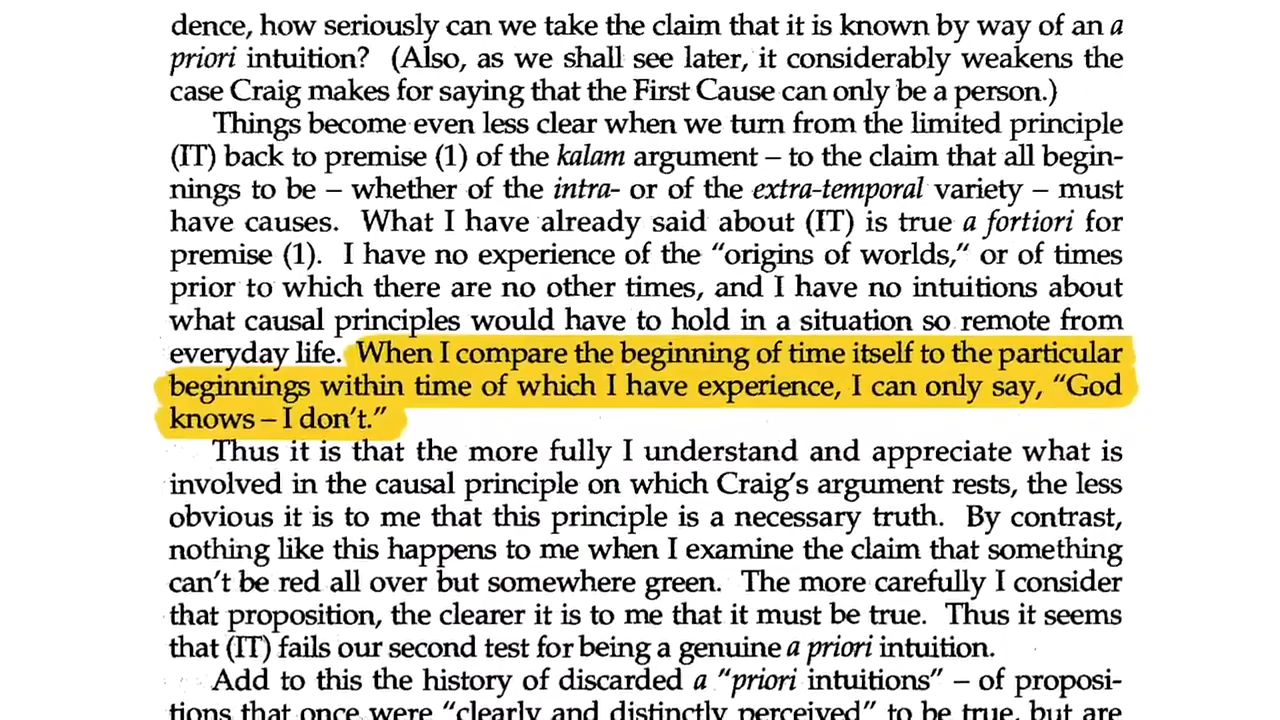 dence, how seriously can we take the claim that it is known by way of an a
priori intuition? (Also, as we shall see later, it considerably weakens the
case Craig makes for saying that the First Cause can only be a person.)
Things become even less clear when we turn from the limited principle
(IT) back to premise (1) of the kalam argument – to the claim that all begin-
nings to be – whether of the intra- or of the extra-temporal variety – must
have causes. What I have already said about (IT) is true a fortiori for
premise (1). I have no experience of the “origins of worlds,” or of times
prior to which there are no other times, and I have no intuitions about
what causal principles would have to hold in a situation so remote from
everyday life. When I compare the beginning of time itself to the particular
beginnings within time of which I have experience, I can only say, “God
knows – I don’t.”
Thus it is that the more fully I understand and appreciate what is
involved in the causal principle on which Craig’s argument rests, the less
obvious it is to me that this principle is a necessary truth. By contrast,
nothing like this happens to me when I examine the claim that something
can’t be red all over but somewhere green. The more carefully I consider
that proposition, the clearer it is to me that it must be true. Thus it seems
that (IT) fails our second test for being a genuine a priori intuition.
Add to this the history of discarded a “priori intuitions” – of proposi-
tions that once were “clearly and distinctly perceived” to be true, but are